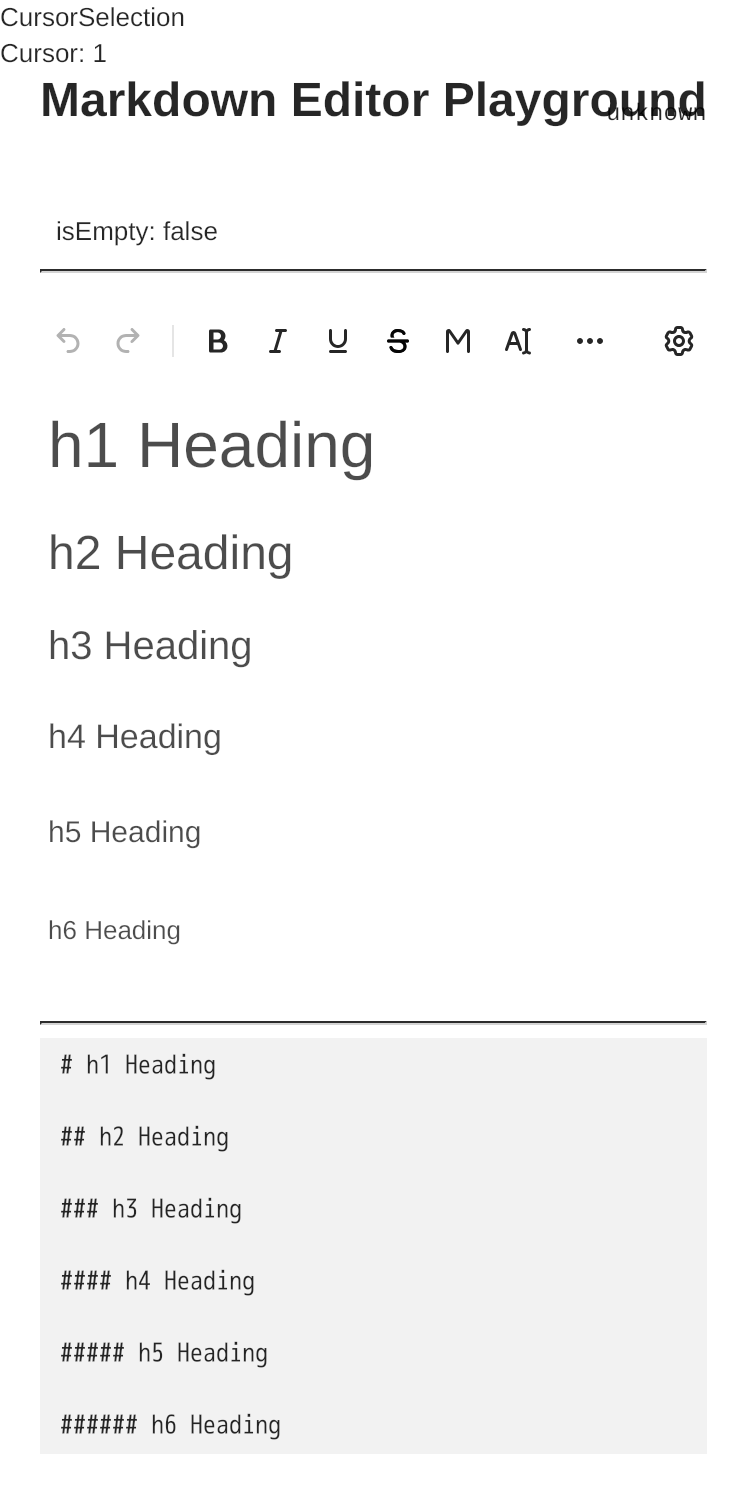 CursorSelection
Cursor: 1
Markdown Editor Playground
unknown
isEmpty: false
h1 Heading
h2 Heading
h3 Heading
h4 Heading
h5 Heading
h6 Heading
# h1 Heading
## h2 Heading
### h3 Heading
#### h4 Heading
##### h5 Heading
###### h6 Heading